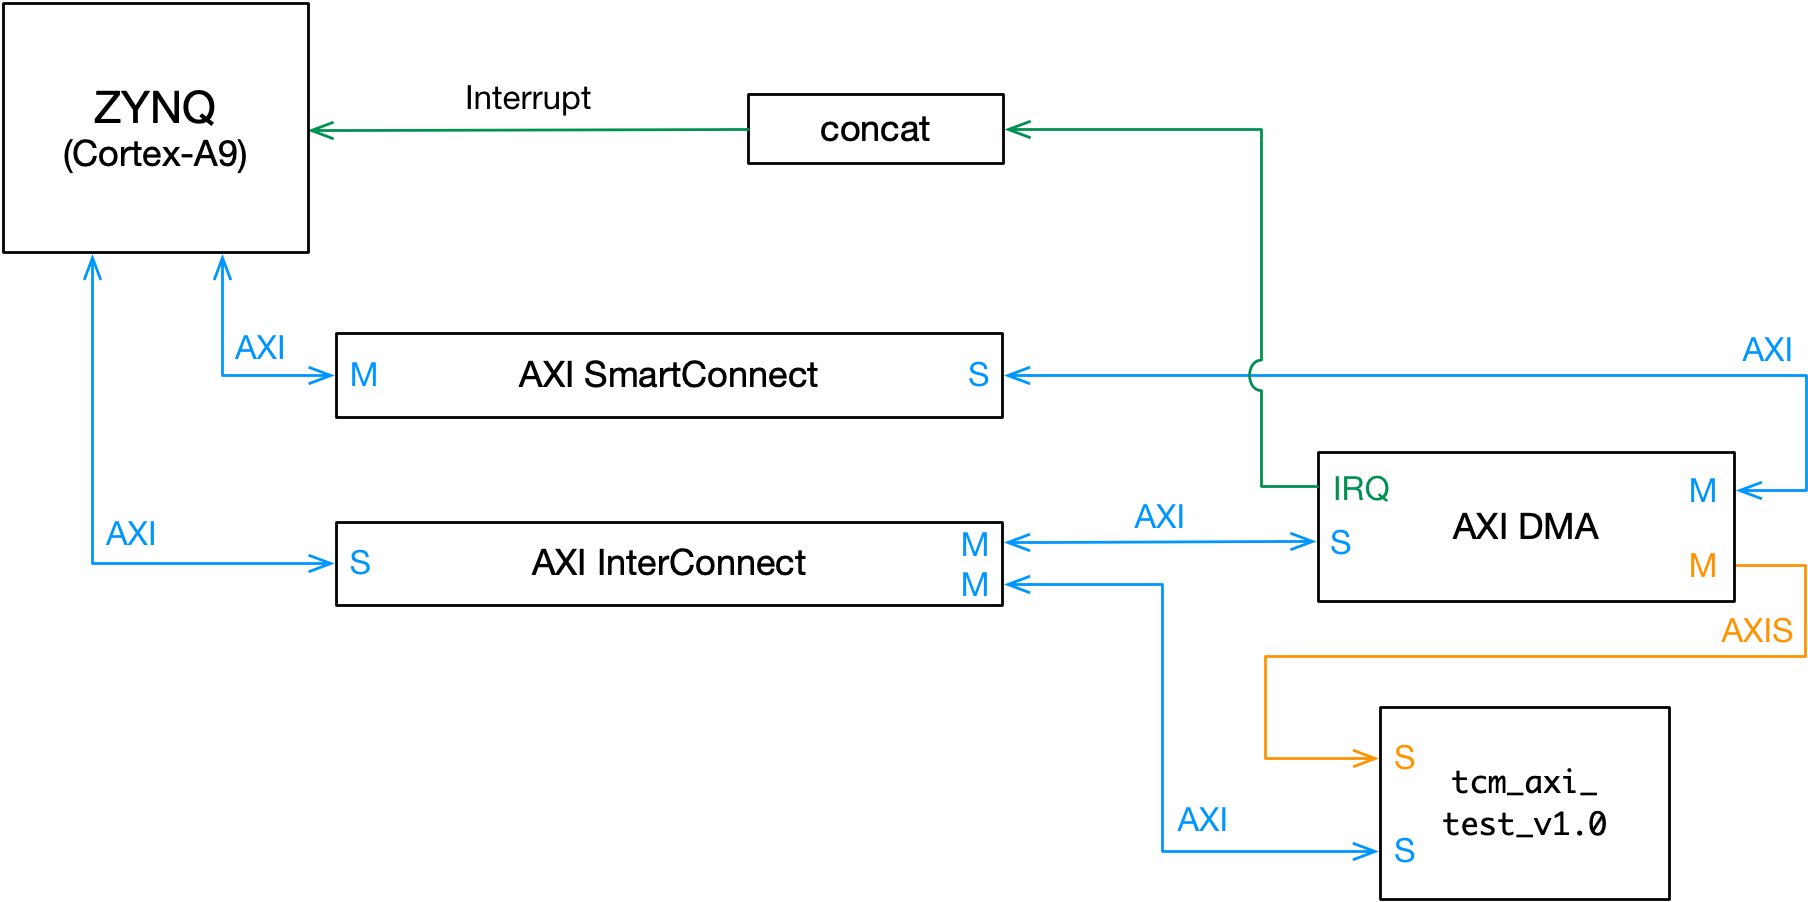 ZYNQ
(Cortex-A9)
Interrupt
concat
AXI
M
AXI SmartConnect
S
AXI
AXI
S
AXI InterConnect
M
M
AXI
IRQ
S
AXI DMA
M
M
AXIS
S
tcm_axi_
test_v1.0
AXI
S